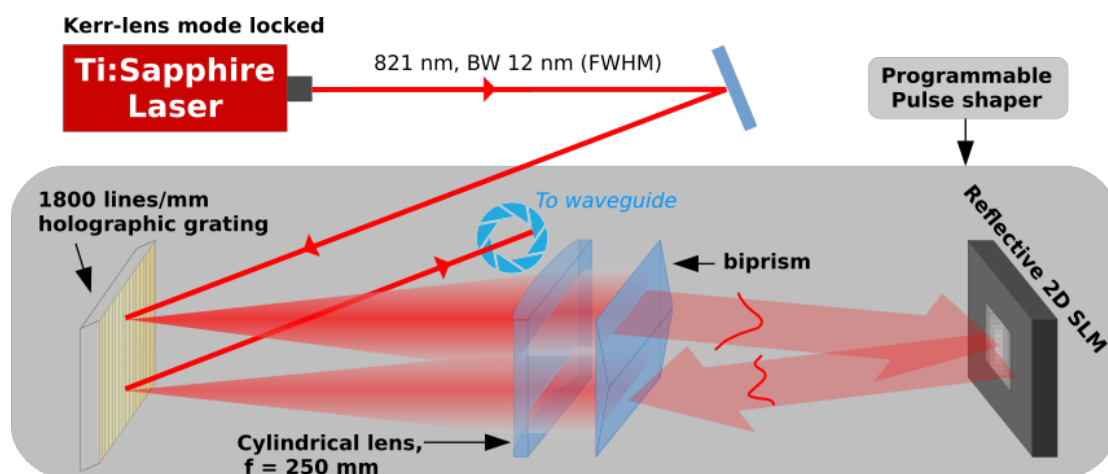 Kerr-lens mode locked
Ti:Sapphire
Laser
821 nm, BW 12 nm (FWHM)
Programmable
Pulse shaper
1800 lines/mm
holographic grating
To waveguide
biprism
Reflective 2D SLM
Cylindrical lens,
f = 250 mm